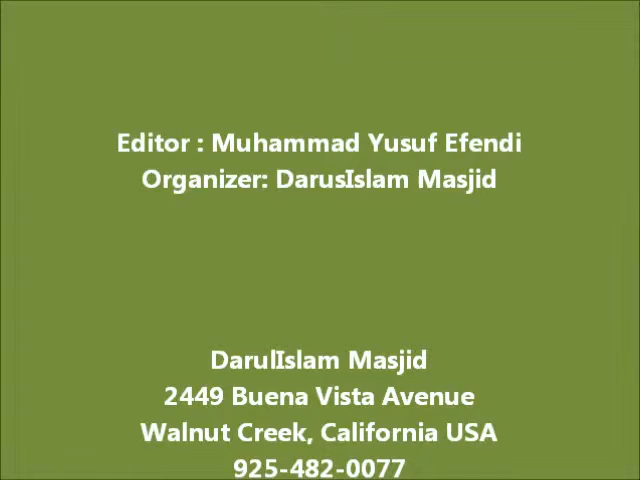 Editor : Muhammad Yusuf Efendi
Organizer: DarusIslam Masjid
DarulIslam Masjid
2449 Buena Vista Avenue
Walnut Creek, California USA
925-482-0077